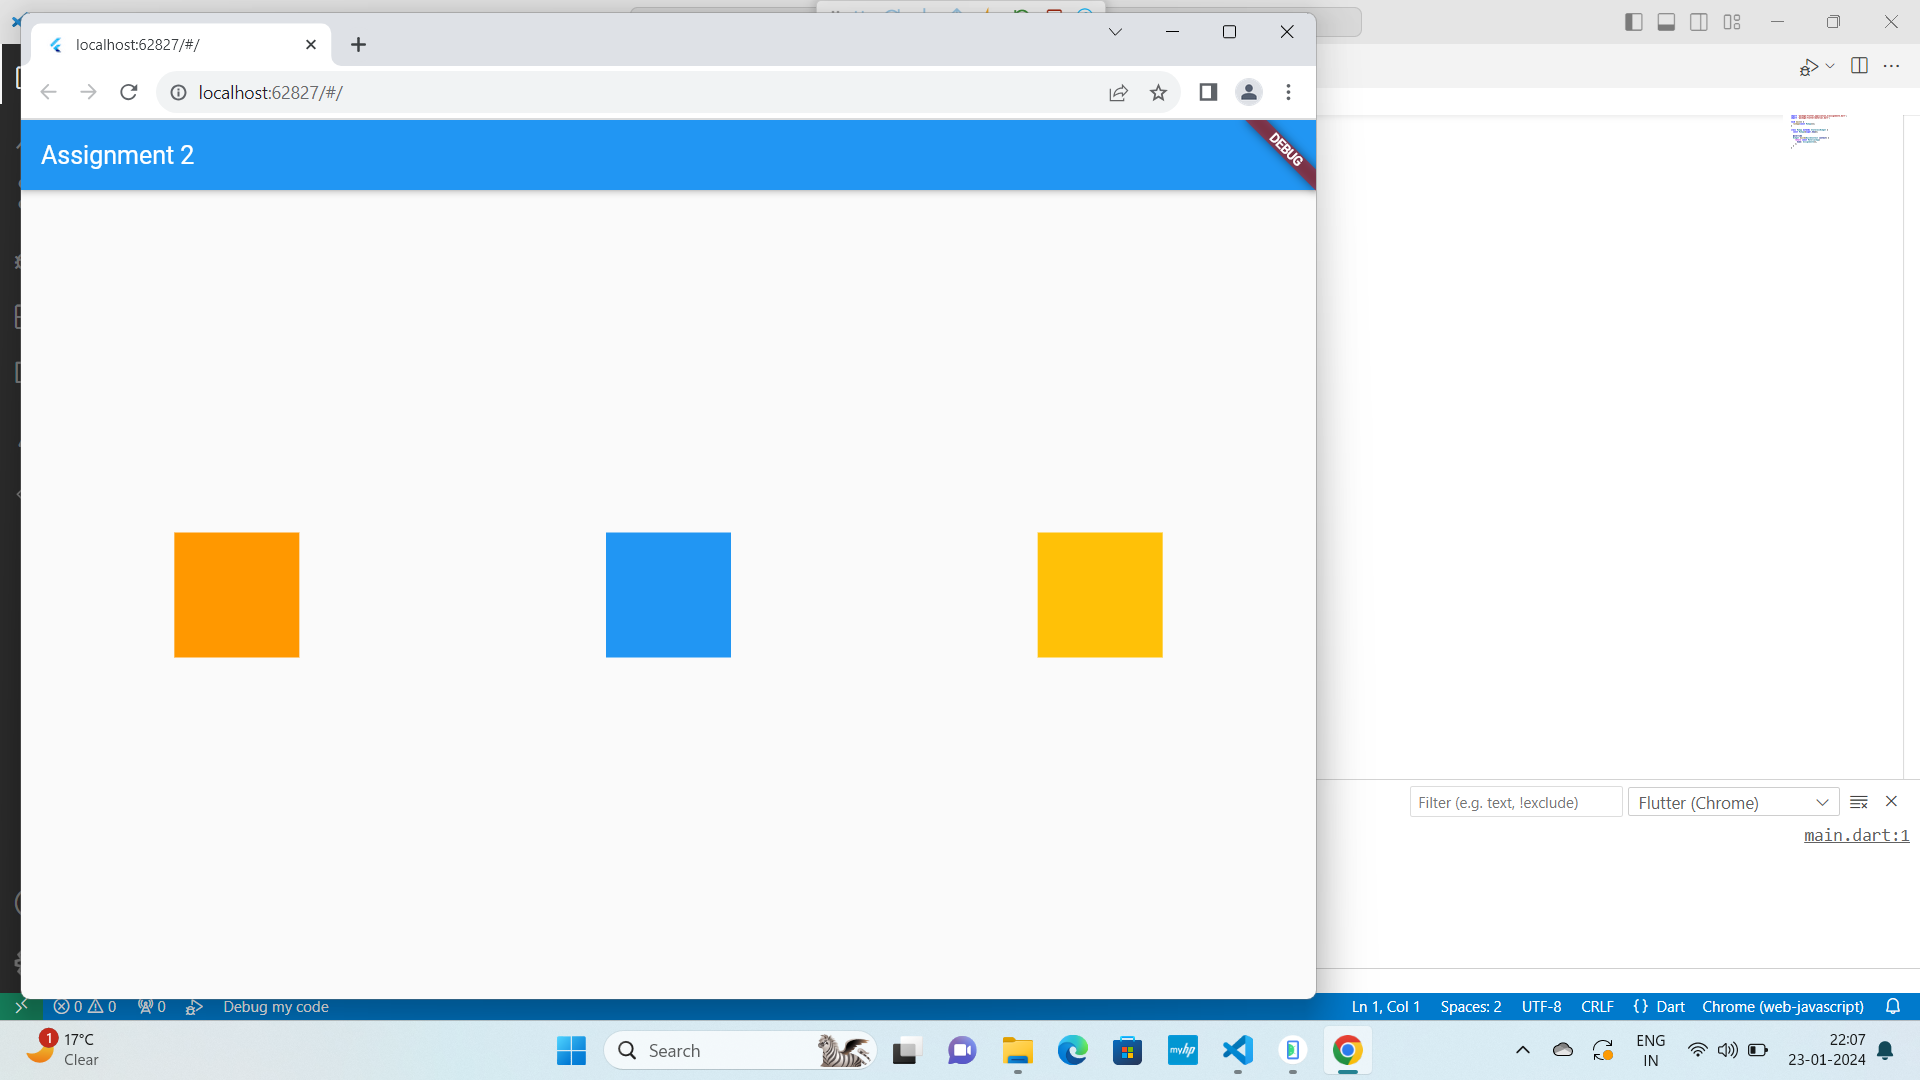 localhost:62827/#/
localhost:62827/#/
Assignment 2
DEBUG
Filter (e.g. text, !exclude)
Flutter (Chrome)
main.dart:1
0 0 0 Debug my code
Ln 1, Col 1 Spaces: 2 UTF-8 CRLF {} Dart Chrome (web-javascript)
1
17°C
Clear
Search
myhp
ENG
IN
22:07
23-01-2024